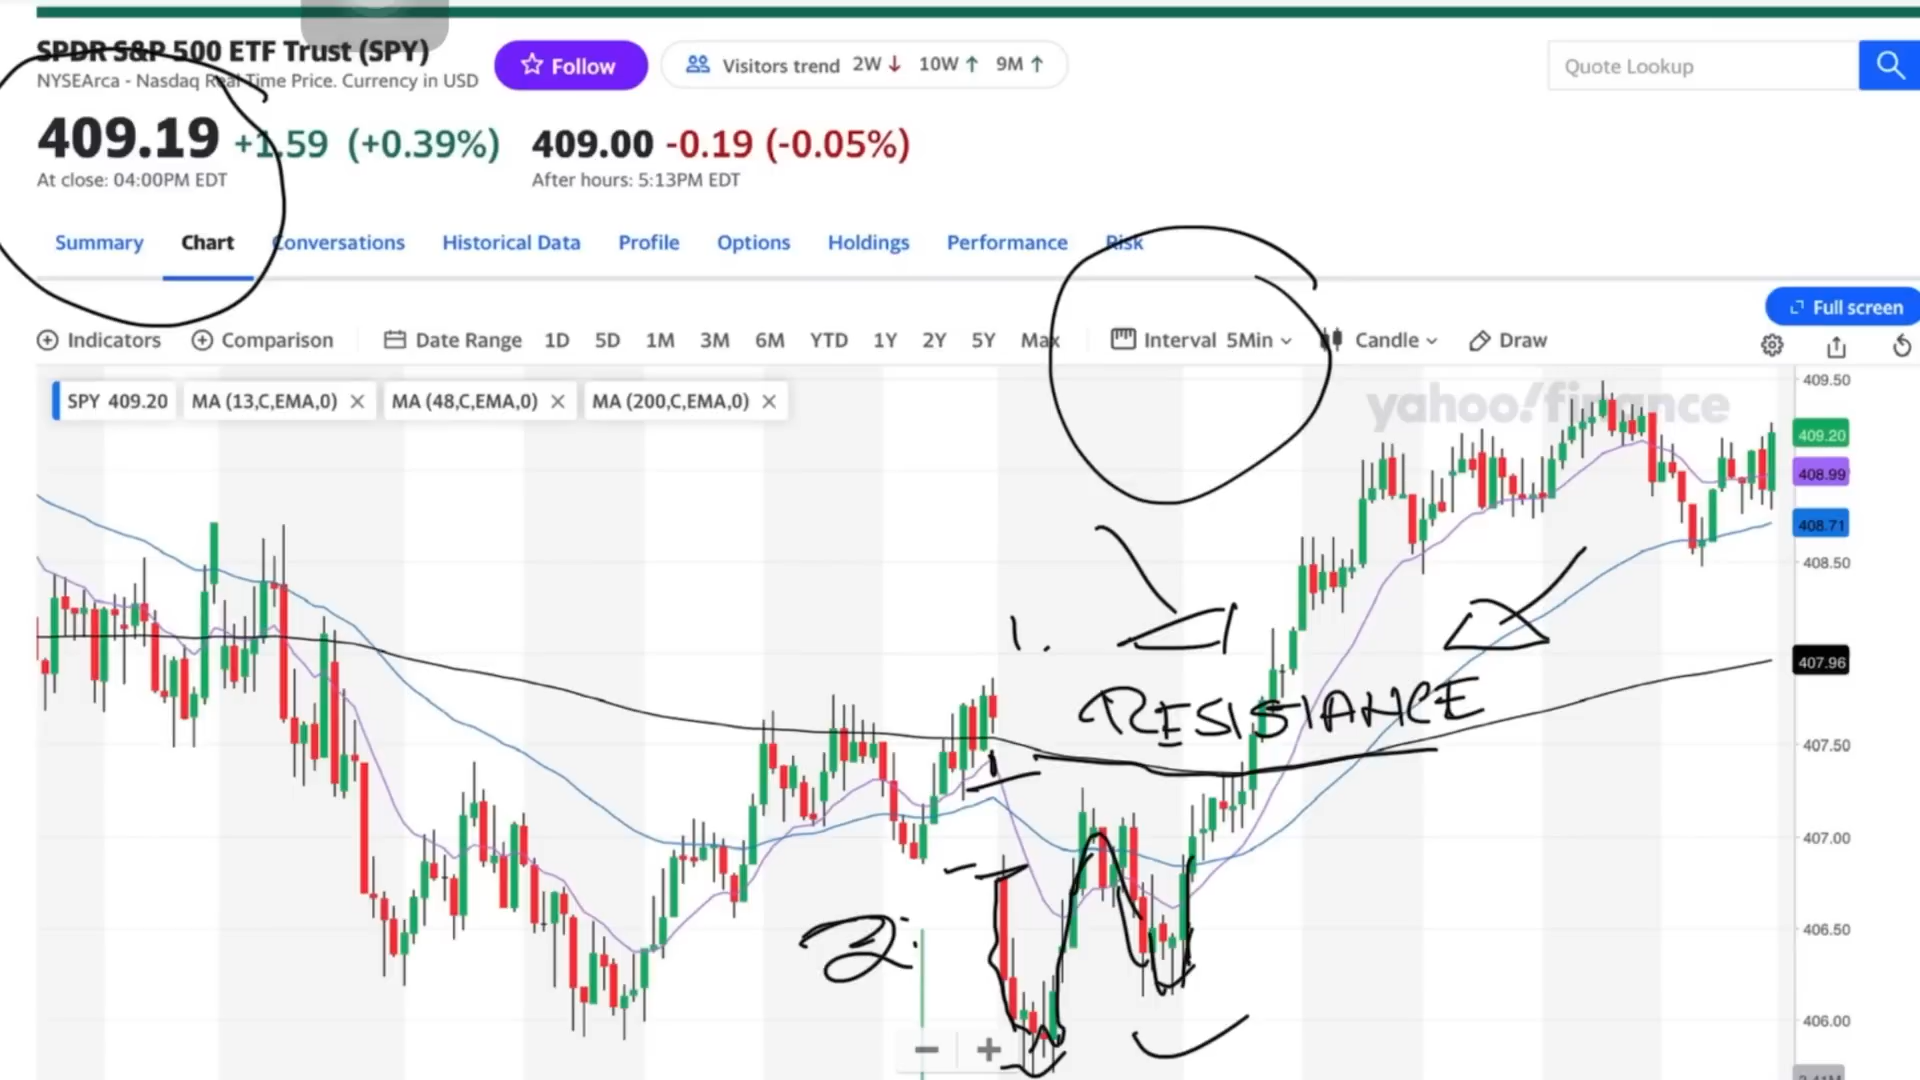 SPDR S&P 500 ETF Trust (SPY)
Follow
Visitors trend 2W ↓ 10W ↑ 9M ↑
Quote Lookup
NYSEArca - Nasdaq Real Time Price. Currency in USD
409.19 +1.59 (+0.39%) 409.00 -0.19 (-0.05%)
At close: 04:00PM EDT After hours: 5:13PM EDT
Summary Chart Conversations Historical Data Profile Options Holdings Performance Risk
Full screen
Indicators Comparison Date Range 1D 5D 1M 3M 6M YTD 1Y 2Y 5Y Max Interval 5Min Candle Draw
SPY 409.20 MA (13,C,EMA,0) × MA (48,C,EMA,0) × MA (200,C,EMA,0) ×
yahoo!finance
409.50
409.20
408.99
408.71
408.50
1.
407.96
RESISTANCE
407.50
407.00
2.
406.50
406.00